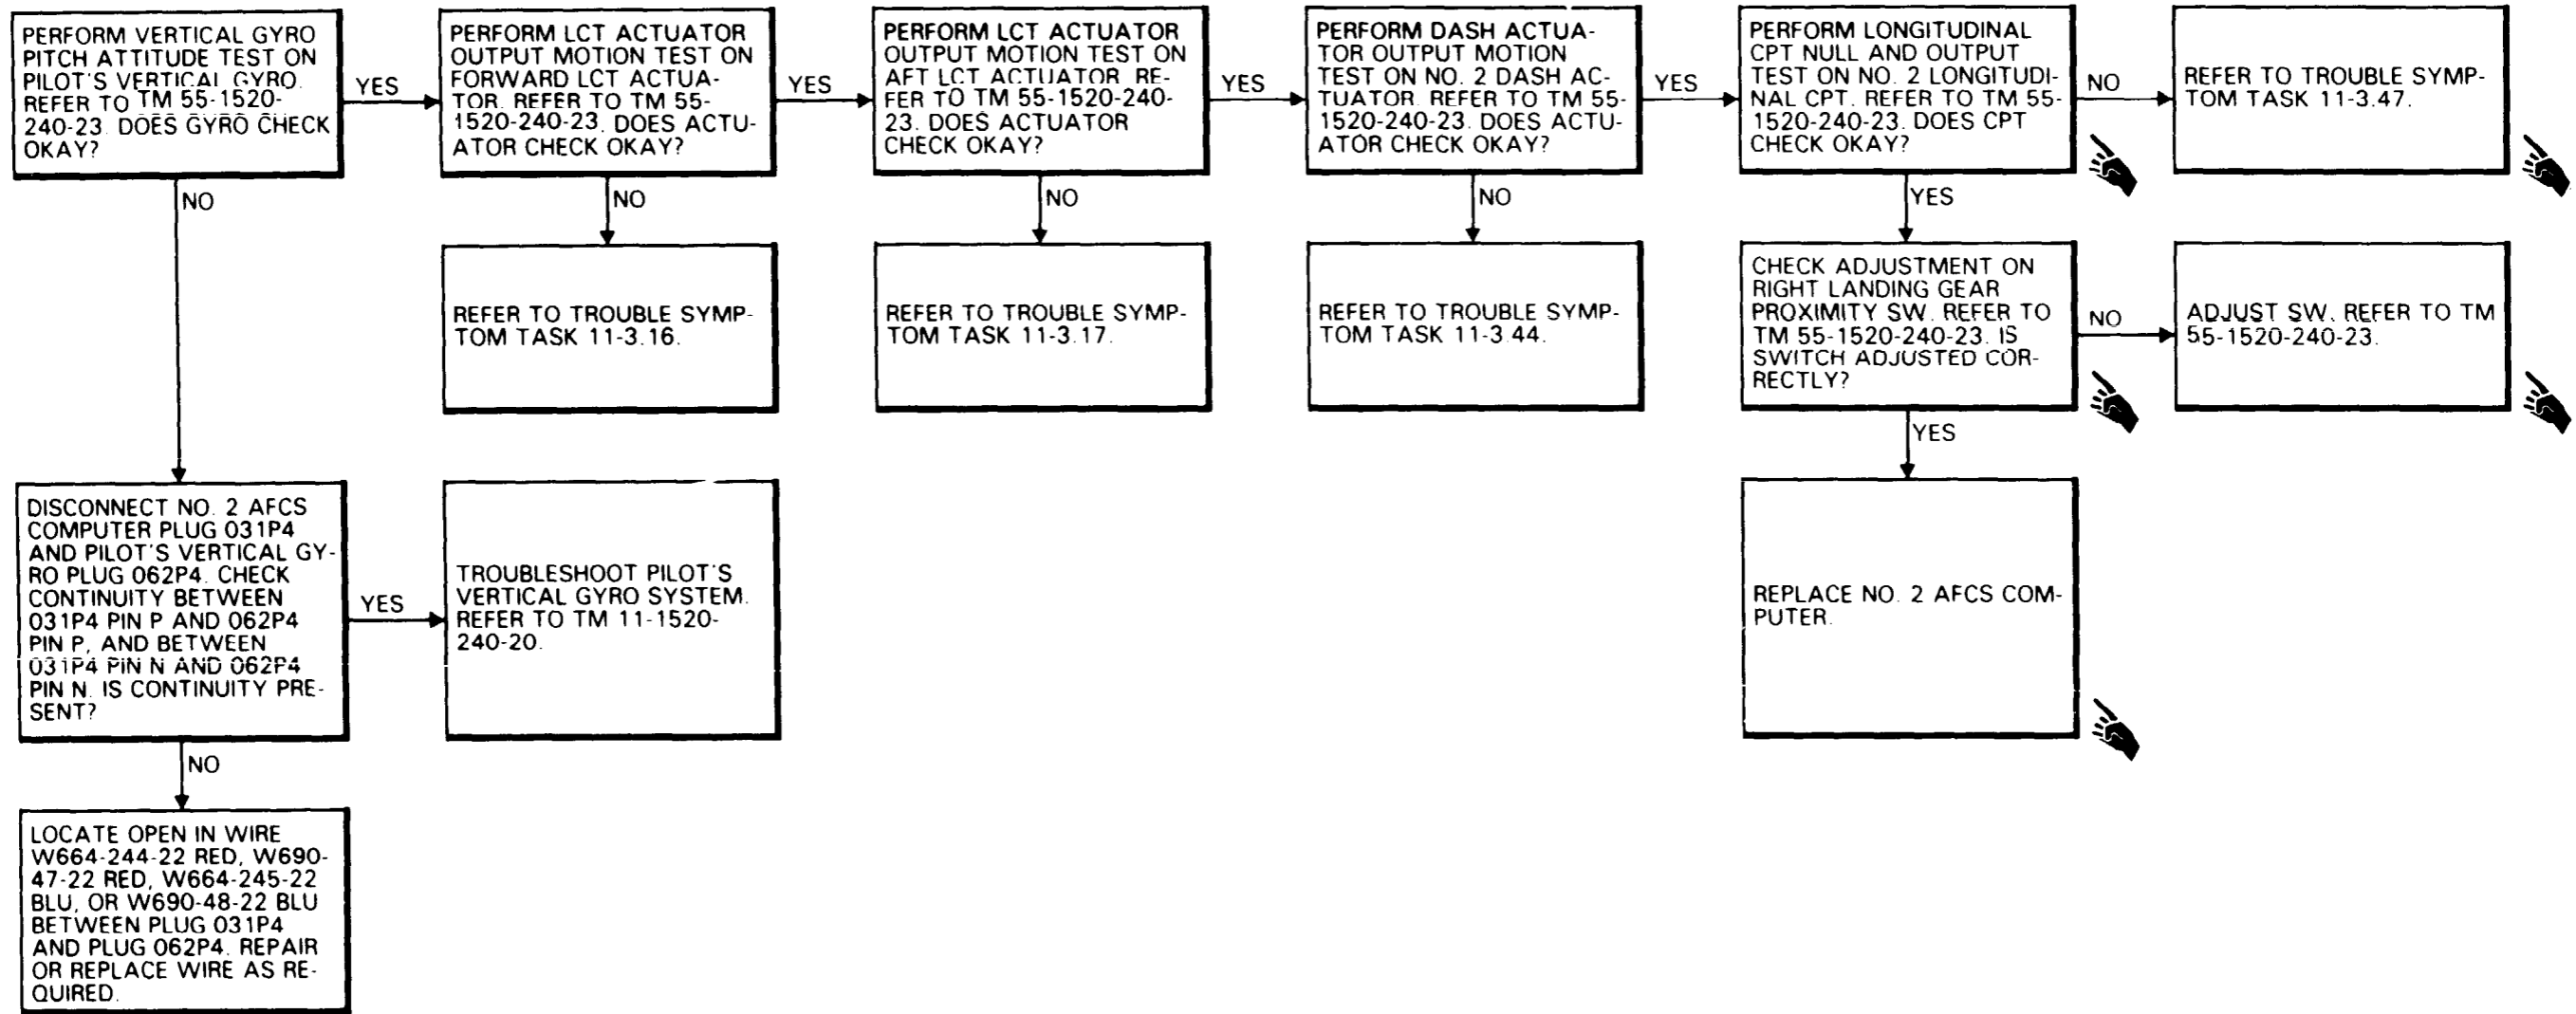 PERFORM VERTICAL GYRO
PITCH ATTITUDE TEST ON
PILOT'S VERTICAL GYRO.
REFER TO TM 55-1520-
240-23. DOES GYRO CHECK
OKAY?
YES
NO
PERFORM LCT ACTUATOR
OUTPUT MOTION TEST ON
FORWARD LCT ACTUA-
TOR. REFER TO TM 55-
1520-240-23. DOES ACTU-
ATOR CHECK OKAY?
YES
NO
PERFORM LCT ACTUATOR
OUTPUT MOTION TEST ON
AFT LCT ACTUATOR. RE-
FER TO TM 55-1520-240-
23. DOES ACTUATOR
CHECK OKAY?
YES
NO
PERFORM DASH ACTUA-
TOR OUTPUT MOTION
TEST ON NO. 2 DASH AC-
TUATOR. REFER TO TM 55-
1520-240-23. DOES ACTU-
ATOR CHECK OKAY?
YES
NO
PERFORM LONGITUDINAL
CPT NULL AND OUTPUT
TEST ON NO. 2 LONGITUDI-
NAL CPT. REFER TO TM 55-
1520-240-23. DOES CPT
CHECK OKAY?
NO
YES
REFER TO TROUBLE SYMP-
TOM TASK 11-3.47.
REFER TO TROUBLE SYMP-
TOM TASK 11-3.16.
REFER TO TROUBLE SYMP-
TOM TASK 11-3.17.
REFER TO TROUBLE SYMP-
TOM TASK 11-3.44.
CHECK ADJUSTMENT ON
RIGHT LANDING GEAR
PROXIMITY SW. REFER TO
TM 55-1520-240-23. IS
SWITCH ADJUSTED COR-
RECTLY?
NO
YES
ADJUST SW. REFER TO TM
55-1520-240-23.
DISCONNECT NO. 2 AFCS
COMPUTER PLUG 031P4
AND PILOT'S VERTICAL GY-
RO PLUG 062P4. CHECK
CONTINUITY BETWEEN
031P4 PIN P AND 062P4
PIN P, AND BETWEEN
031P4 PIN N AND 062P4
PIN N. IS CONTINUITY PRE-
SENT?
YES
NO
TROUBLESHOOT PILOT'S
VERTICAL GYRO SYSTEM.
REFER TO TM 11-1520-
240-20.
REPLACE NO. 2 AFCS COM-
PUTER.
LOCATE OPEN IN WIRE
W664-244-22 RED, W690-
47-22 RED, W664-245-22
BLU, OR W690-48-22 BLU
BETWEEN PLUG 031P4
AND PLUG 062P4. REPAIR
OR REPLACE WIRE AS RE-
QUIRED.